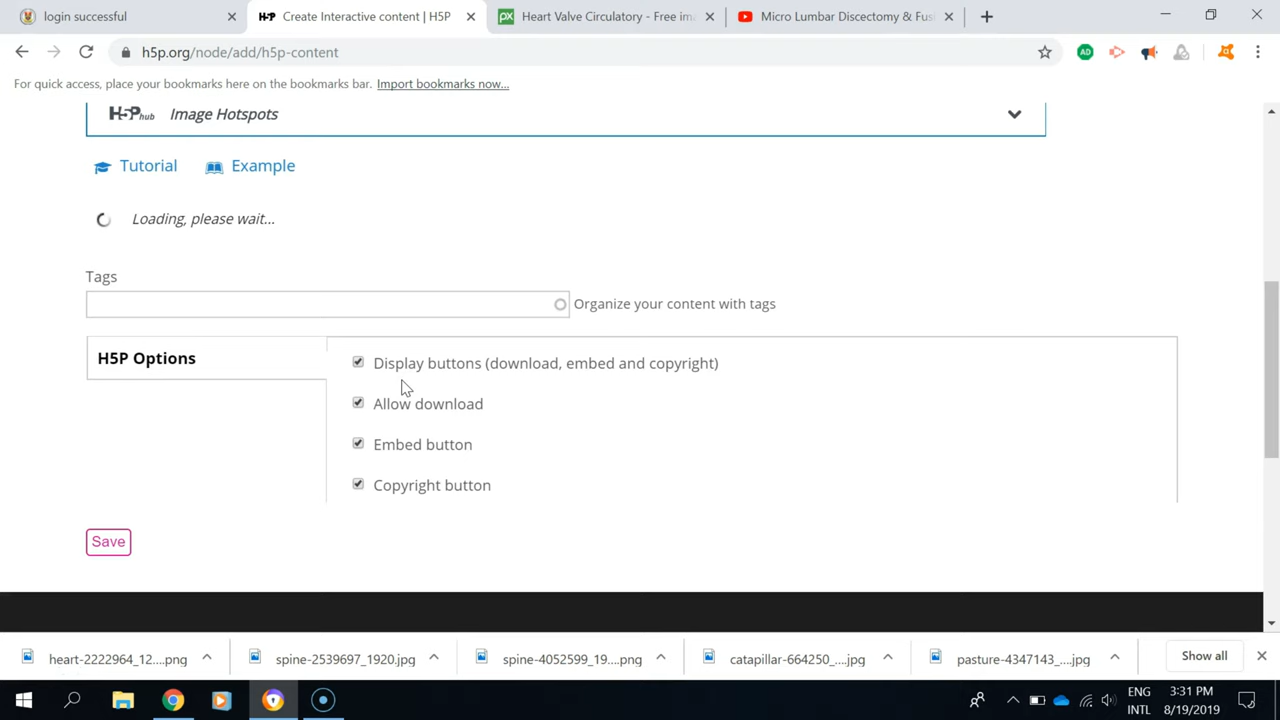 login successful
Create Interactive content | H5P
Heart Valve Circulatory - Free ima
Micro Lumbar Discectomy & Fusi
h5p.org/node/add/h5p-content
For quick access, place your bookmarks here on the bookmarks bar. Import bookmarks now...
H5P hub Image Hotspots
Tutorial Example
Loading, please wait...
Tags
Organize your content with tags
H5P Options
Display buttons (download, embed and copyright)
Allow download
Embed button
Copyright button
Save
heart-2222964_12....png
spine-2539697_1920.jpg
spine-4052599_19....png
catapillar-664250_....jpg
pasture-4347143_....jpg
Show all
ENG
INTL
3:31 PM
8/19/2019